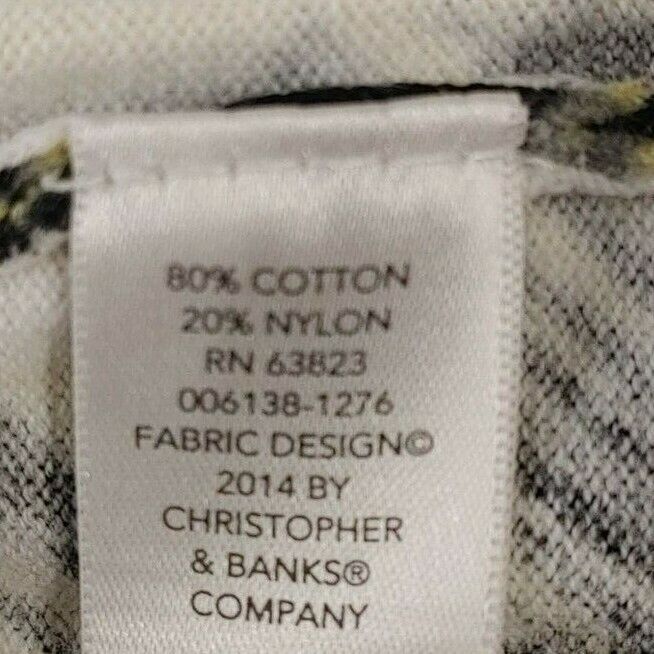 80% COTTON
20% NYLON
RN 63823
006138-1276
FABRIC DESIGN©
2014 BY
CHRISTOPHER
& BANKS®
COMPANY